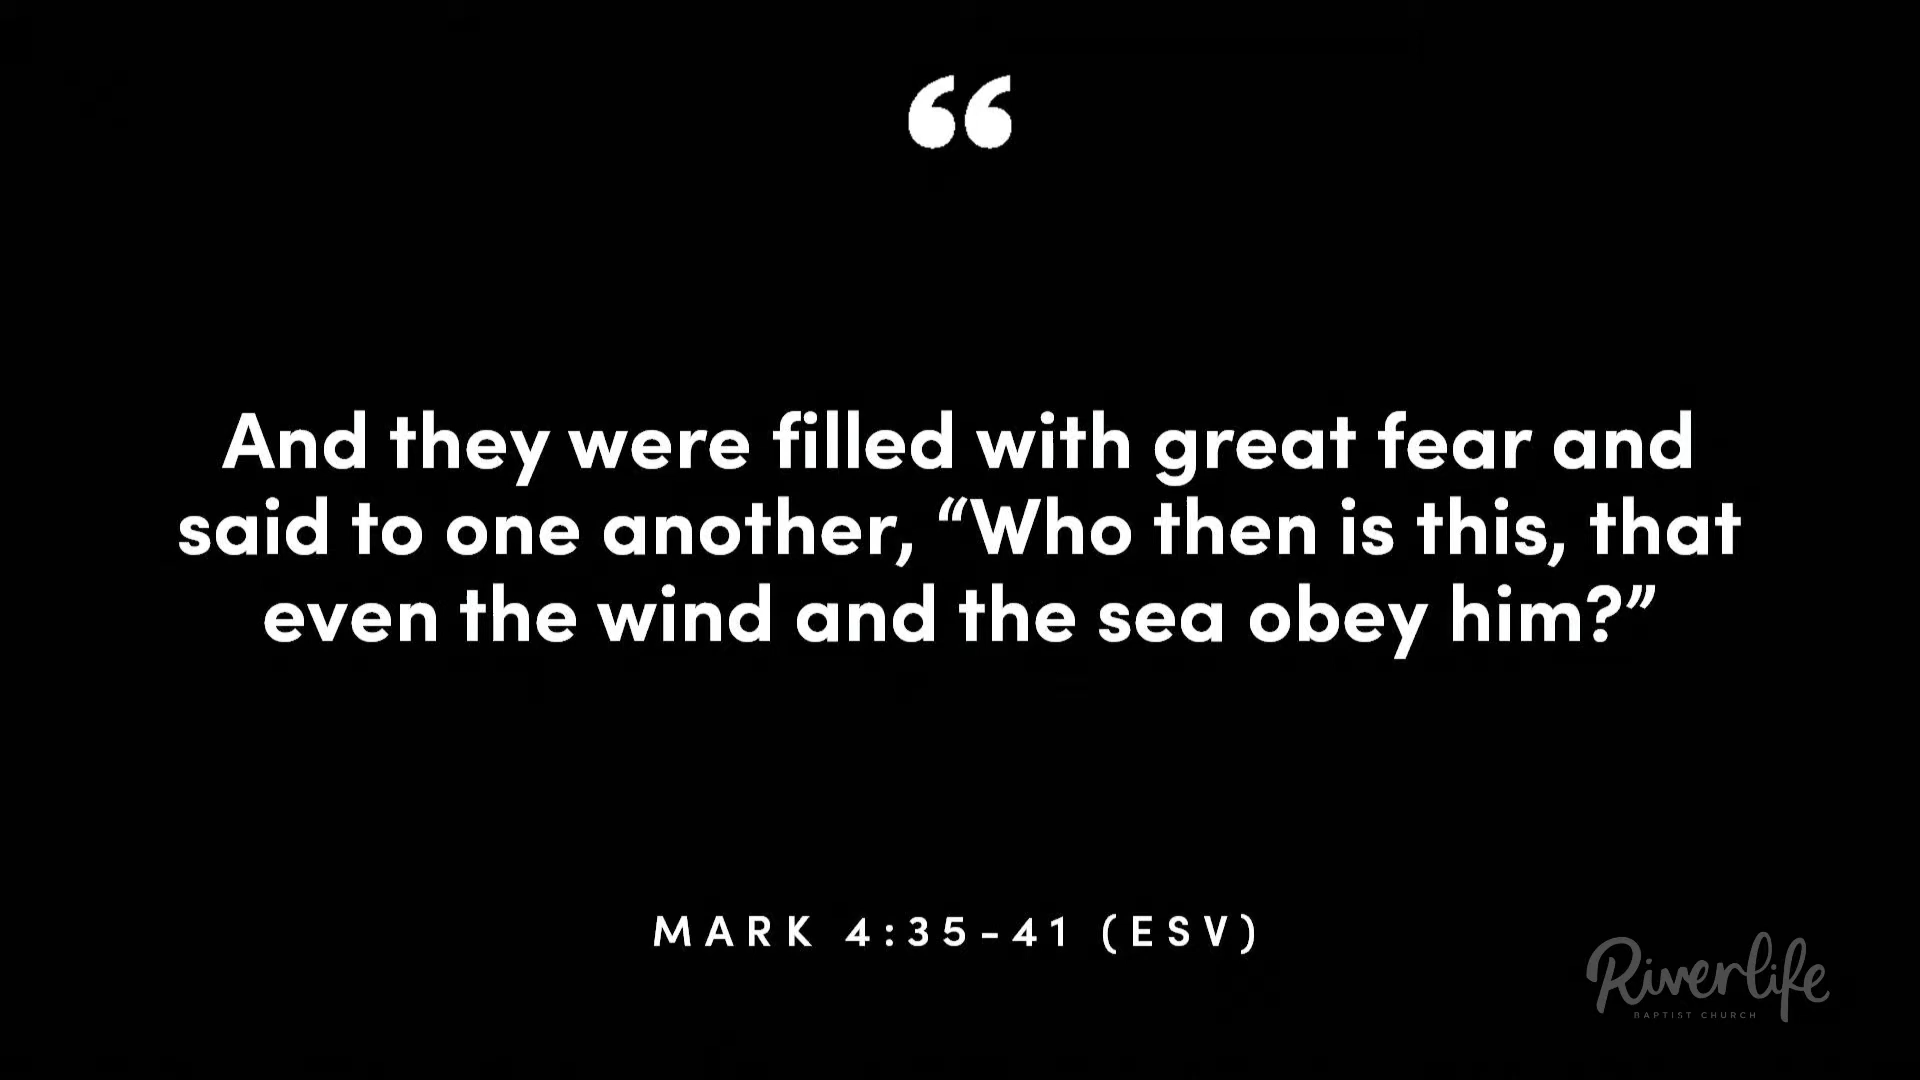 “
And they were filled with great fear and
said to one another, “Who then is this, that
even the wind and the sea obey him?”
MARK 4:35-41 (ESV)
Riverlife
BAPTIST CHURCH